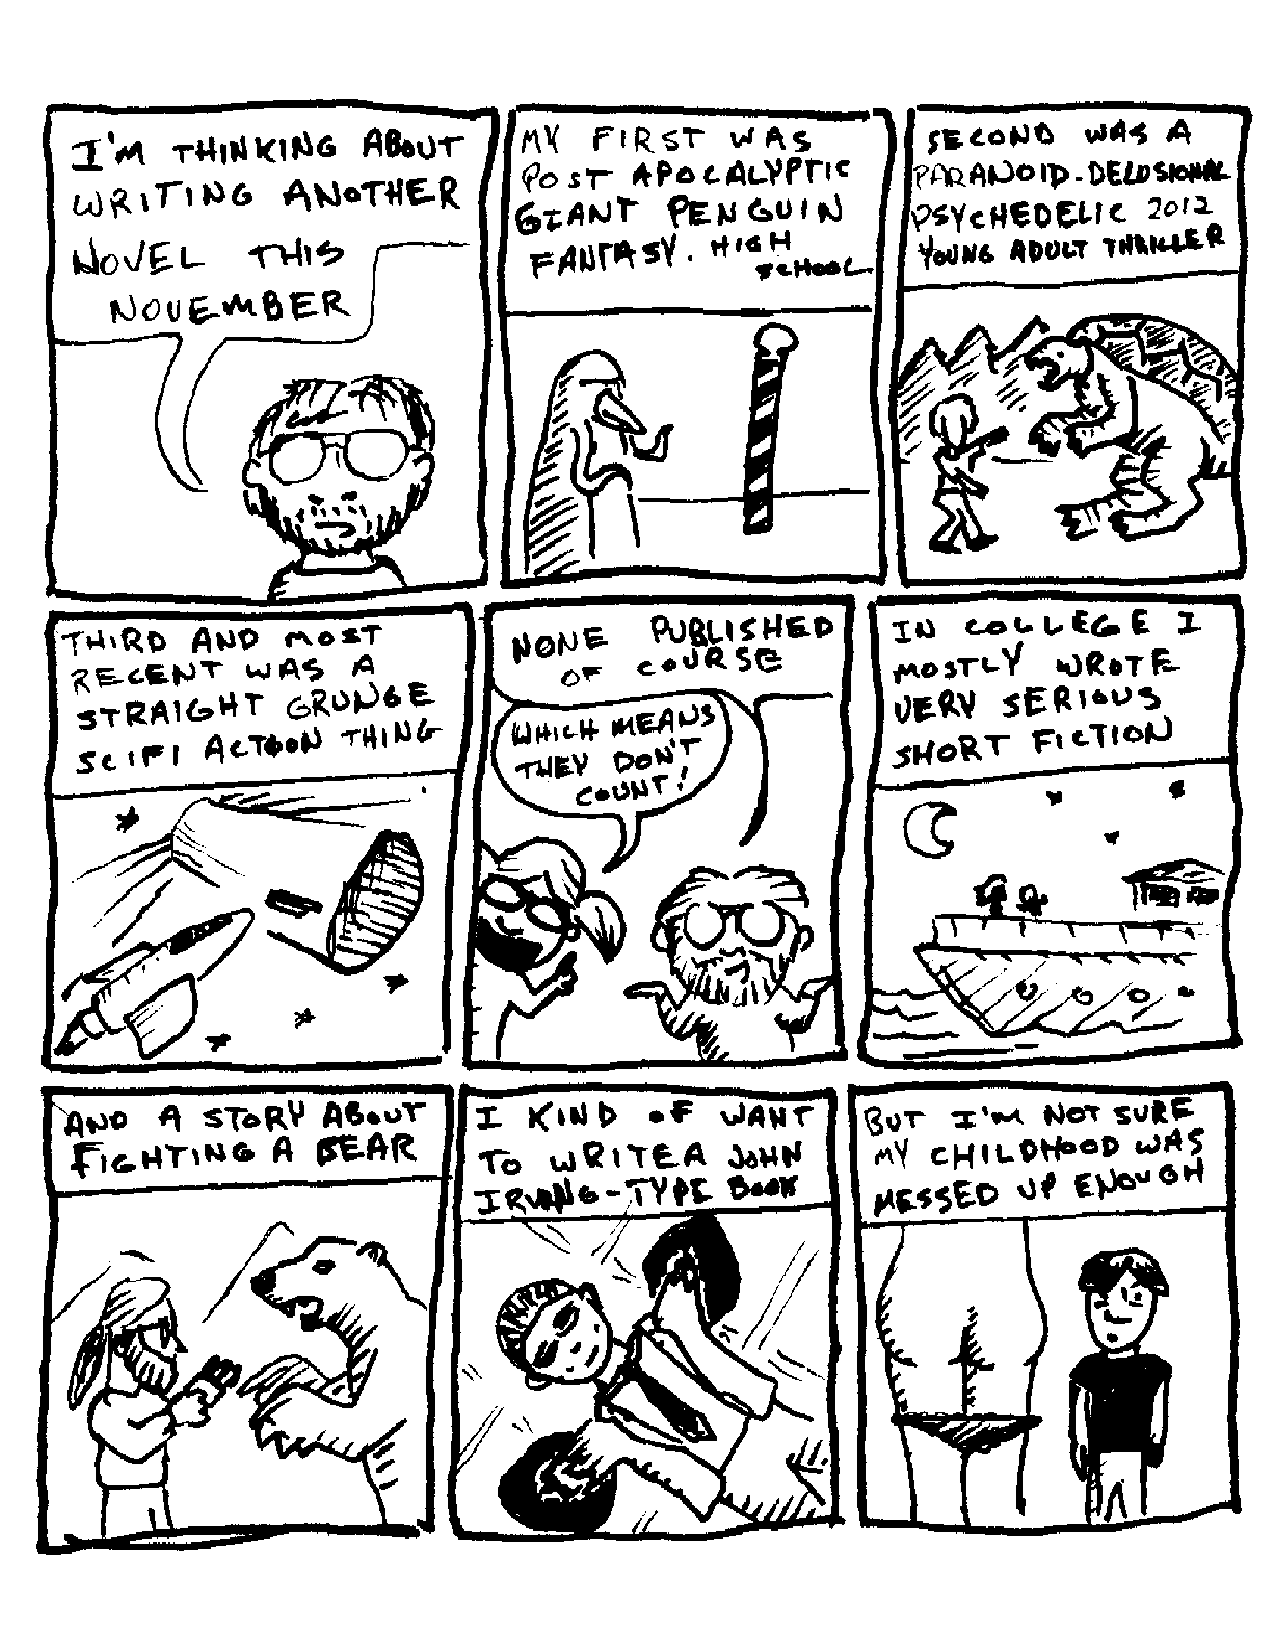 I'M THINKING ABOUT
WRITING ANOTHER
NOVEL THIS
NOVEMBER
MY FIRST WAS
POST APOCALYPTIC
GIANT PENGUIN
FANTASY. HIGH
SCHOOL
SECOND WAS A
PARANOID-DELUSIONAL
PSYCHEDELIC 2012
YOUNG ADULT THRILLER
THIRD AND MOST
RECENT WAS A
STRAIGHT GRUNGE
SCIFI ACTION THING
NONE PUBLISHED
OF COURSE
WHICH MEANS
THEY DON'T
COUNT!
IN COLLEGE I
MOSTLY WROTE
VERY SERIOUS
SHORT FICTION
AND A STORY ABOUT
FIGHTING A BEAR
I KIND OF WANT
TO WRITE A JOHN
IRVING-TYPE BOOK
BUT I'M NOT SURE
MY CHILDHOOD WAS
MESSED UP ENOUGH